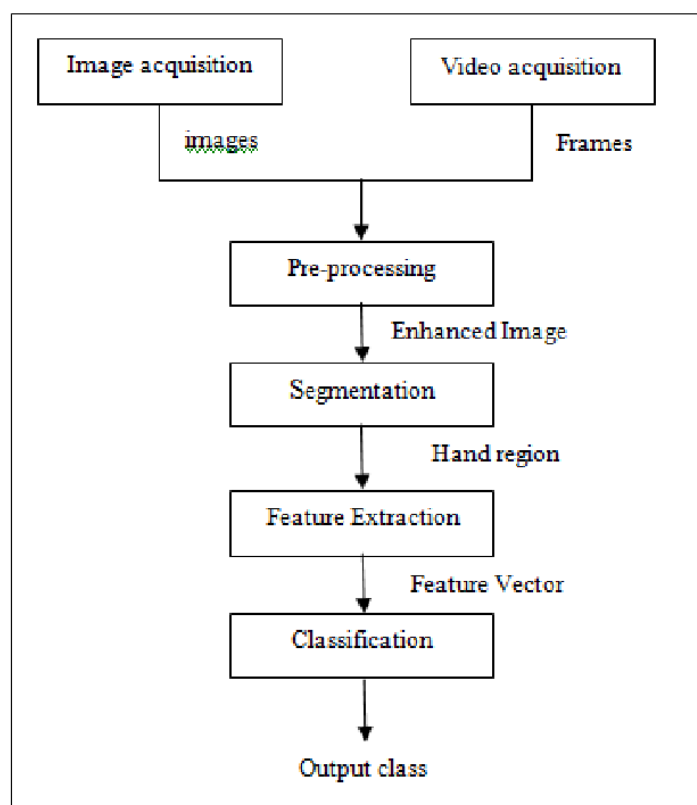 Image acquisition
Video acquisition
images
Frames
Pre-processing
Enhanced Image
Segmentation
Hand region
Feature Extraction
Feature Vector
Classification
Output class